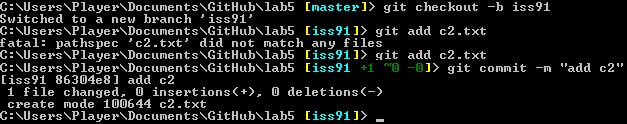 C:\Users\Player\Documents\GitHub\lab5 [master]> git checkout -b iss91
Switched to a new branch 'iss91'
C:\Users\Player\Documents\GitHub\lab5 [iss91]> git add c2.txt
fatal: pathspec 'c2.txt' did not match any files
C:\Users\Player\Documents\GitHub\lab5 [iss91]> git add c2.txt
C:\Users\Player\Documents\GitHub\lab5 [iss91 +1 ~0 -0]> git commit -m "add c2"
[iss91 86304e8] add c2
 1 file changed, 0 insertions(+), 0 deletions(-)
 create mode 100644 c2.txt
C:\Users\Player\Documents\GitHub\lab5 [iss91]> _